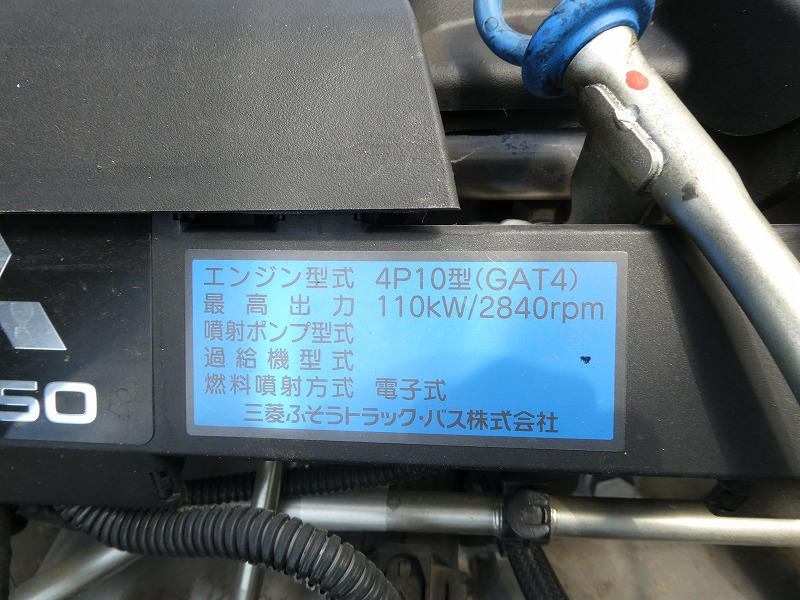 エンジン型式 4P10型(GAT4)
最高出力 110kW/2840rpm
噴射ポンプ型式
過給機型式
燃料噴射方式 電子式
三菱ふそうトラック・バス株式会社
50